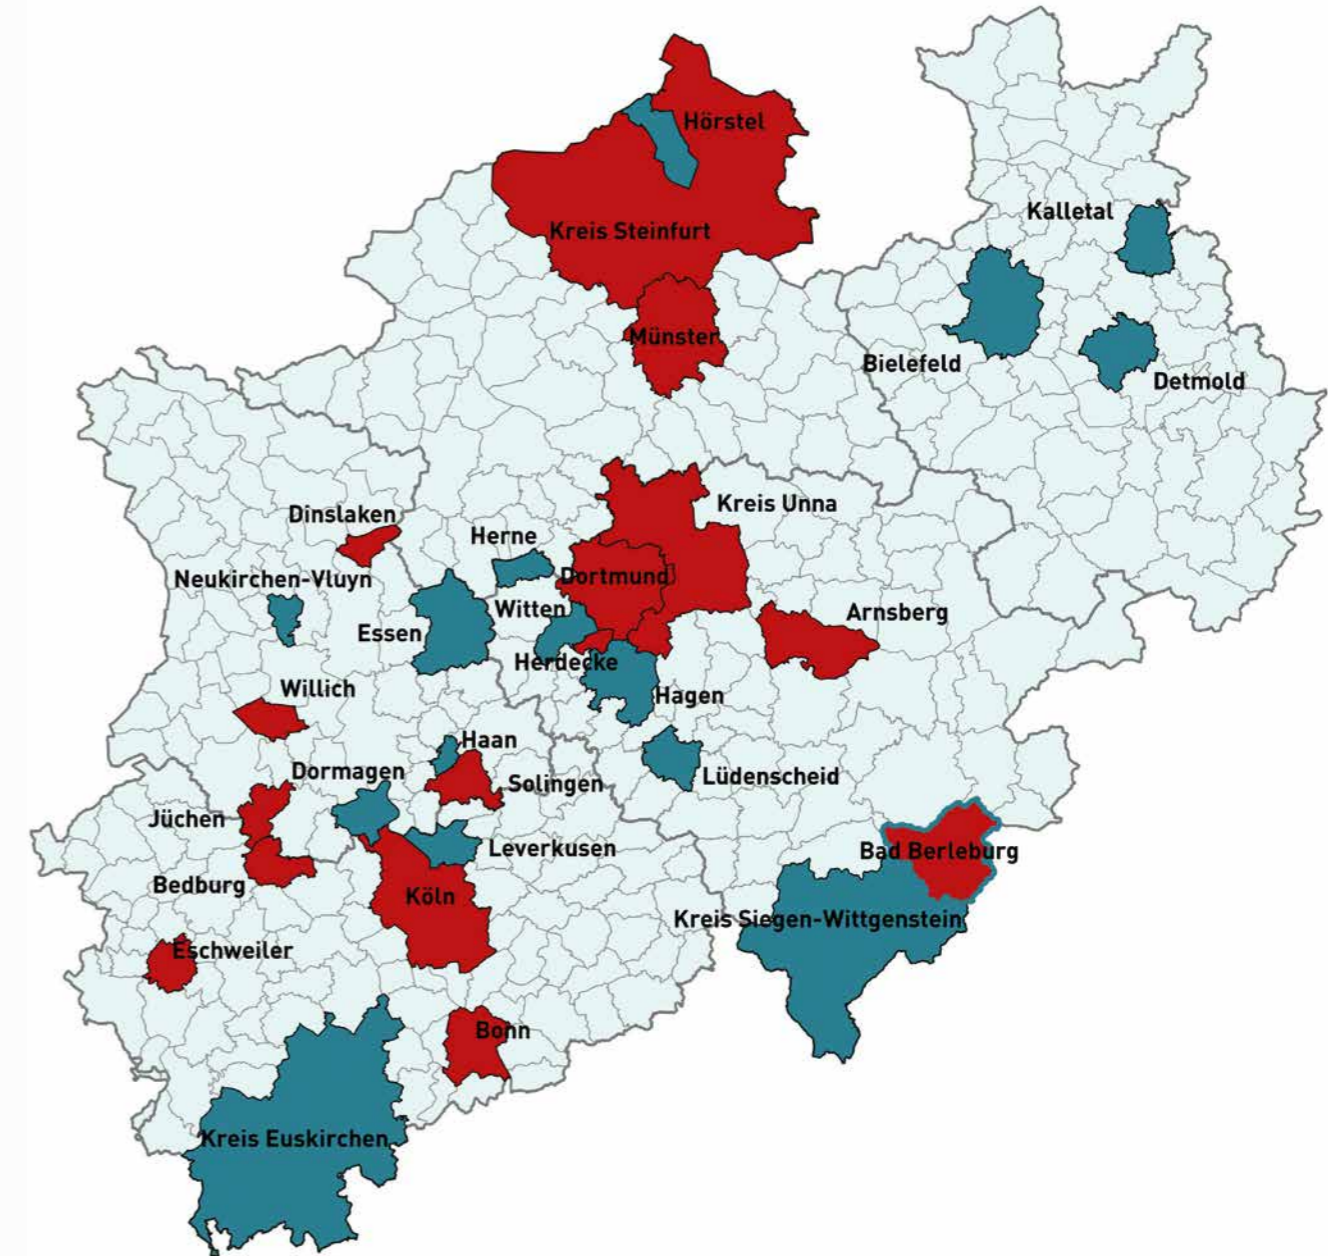 Hörstel
Kalletal
Kreis Steinfurt
Münster
Bielefeld
Detmold
Kreis Unna
Dinslaken
Herne
Dortmund
Neukirchen-Vluyn
Witten
Arnsberg
Essen
Herdecke
Willich
Hagen
Haan
Dormagen
Lüdenscheid
Solingen
Jüchen
Leverkusen
Bad Berleburg
Bedburg
Köln
Kreis Siegen-Wittgenstein
Eschweiler
Bonn
Kreis Euskirchen